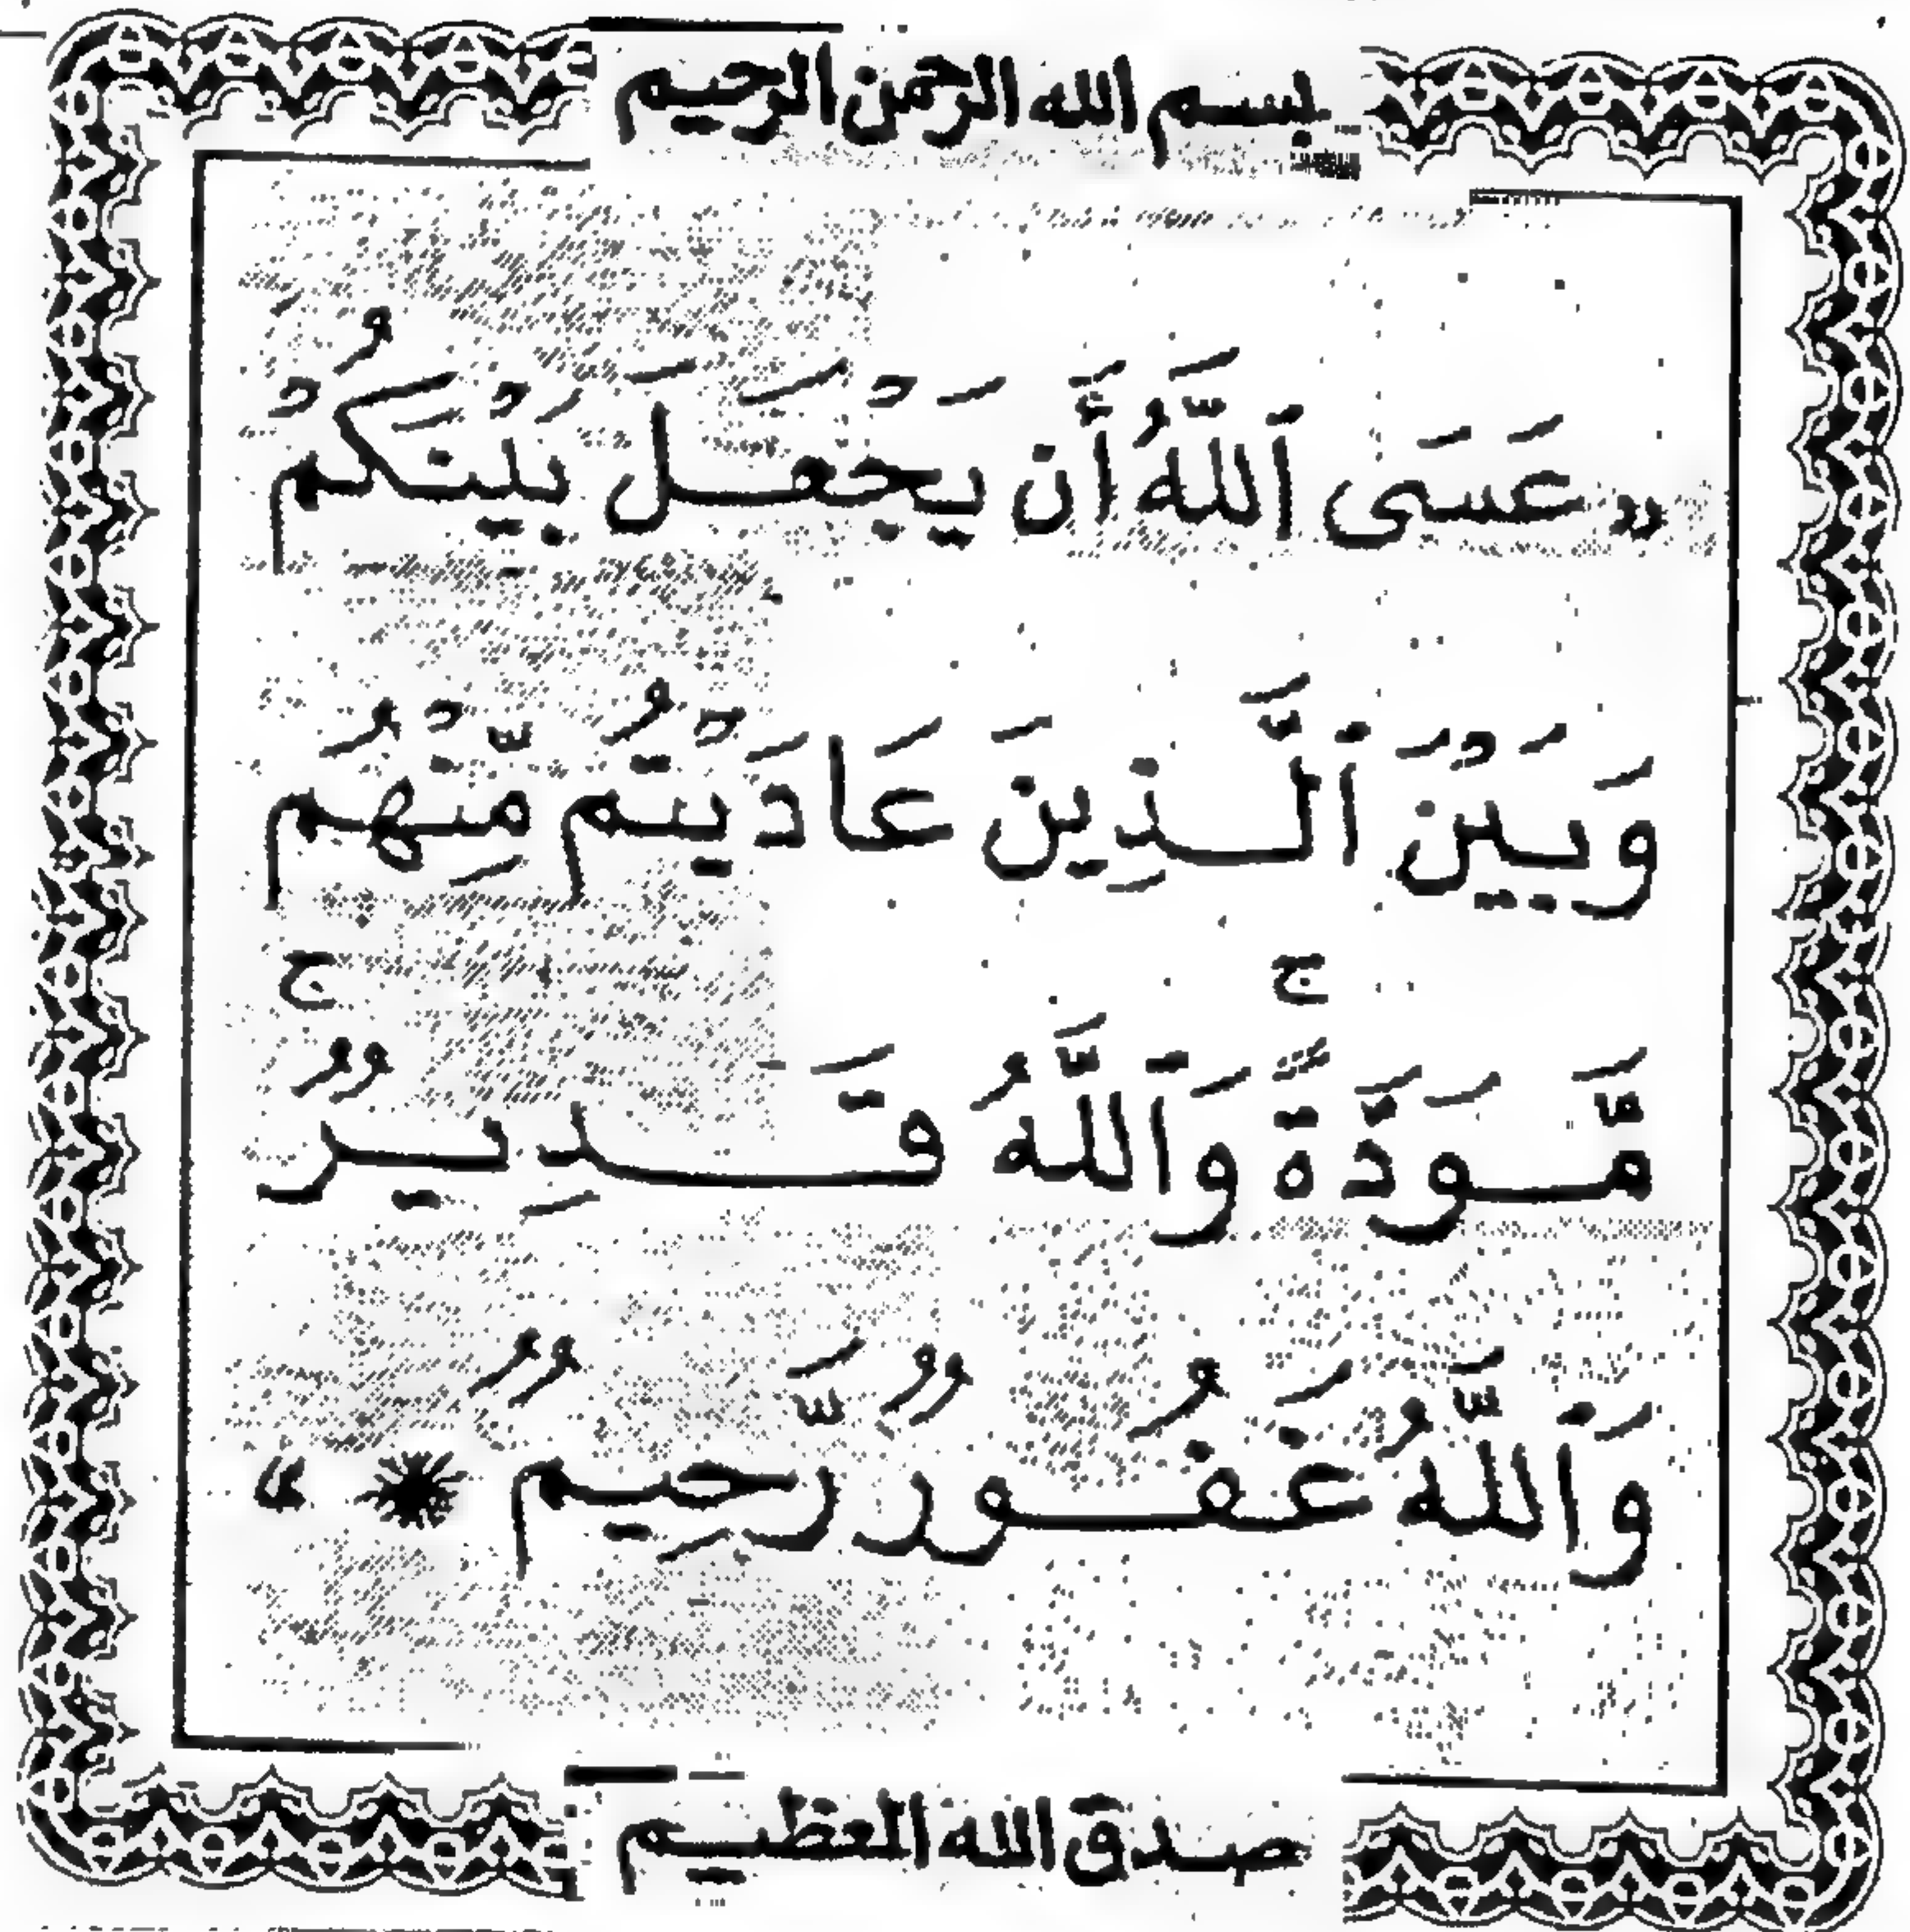 بسم الله الرحمن الرحيم
«عَسَى ٱللَّهُ أَن يَجْعَلَ بَيْنَكُمْ
وَبَيْنَ ٱلَّذِينَ عَادَيْتُم مِّنْهُم
مَّوَدَّةً ۚ وَٱللَّهُ قَدِيرٌ ۚ
وَٱللَّهُ غَفُورٌ رَّحِيمٌ * »
صدق الله العظيم